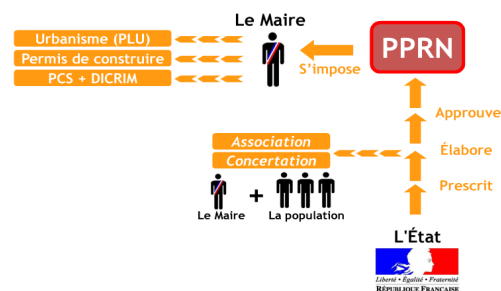 Le Maire
Urbanisme (PLU)
Permis de construire
PCS + DICRIM
S'impose
PPRN
Approuve
Élabore
Prescrit
Association
Concertation
+
Le Maire
La population
L'État
Liberté • Égalité • Fraternité
RÉPUBLIQUE FRANÇAISE